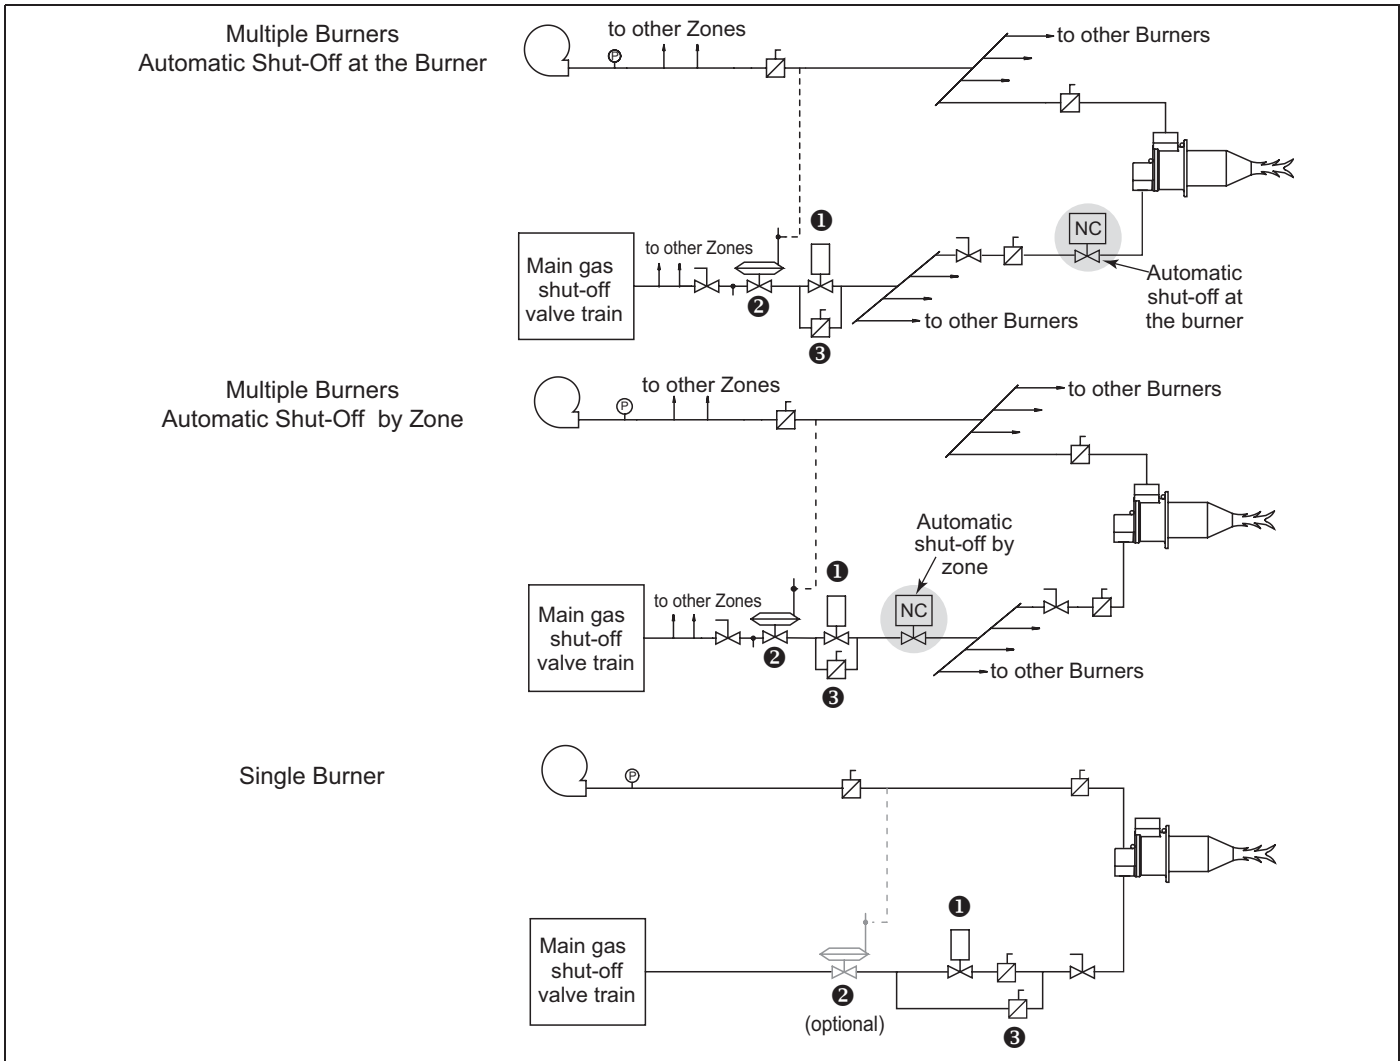 Multiple Burners
Automatic Shut-Off at the Burner
to other Zones
P
to other Burners
Main gas
shut-off
valve train
to other Zones
❶
❷
❸
to other Burners
NC
Automatic
shut-off at
the burner
Multiple Burners
Automatic Shut-Off by Zone
to other Zones
P
to other Burners
Main gas
shut-off
valve train
to other Zones
❶
❷
❸
Automatic
shut-off by
zone
NC
to other Burners
Single Burner
P
Main gas
shut-off
valve train
❶
❷
(optional)
❸